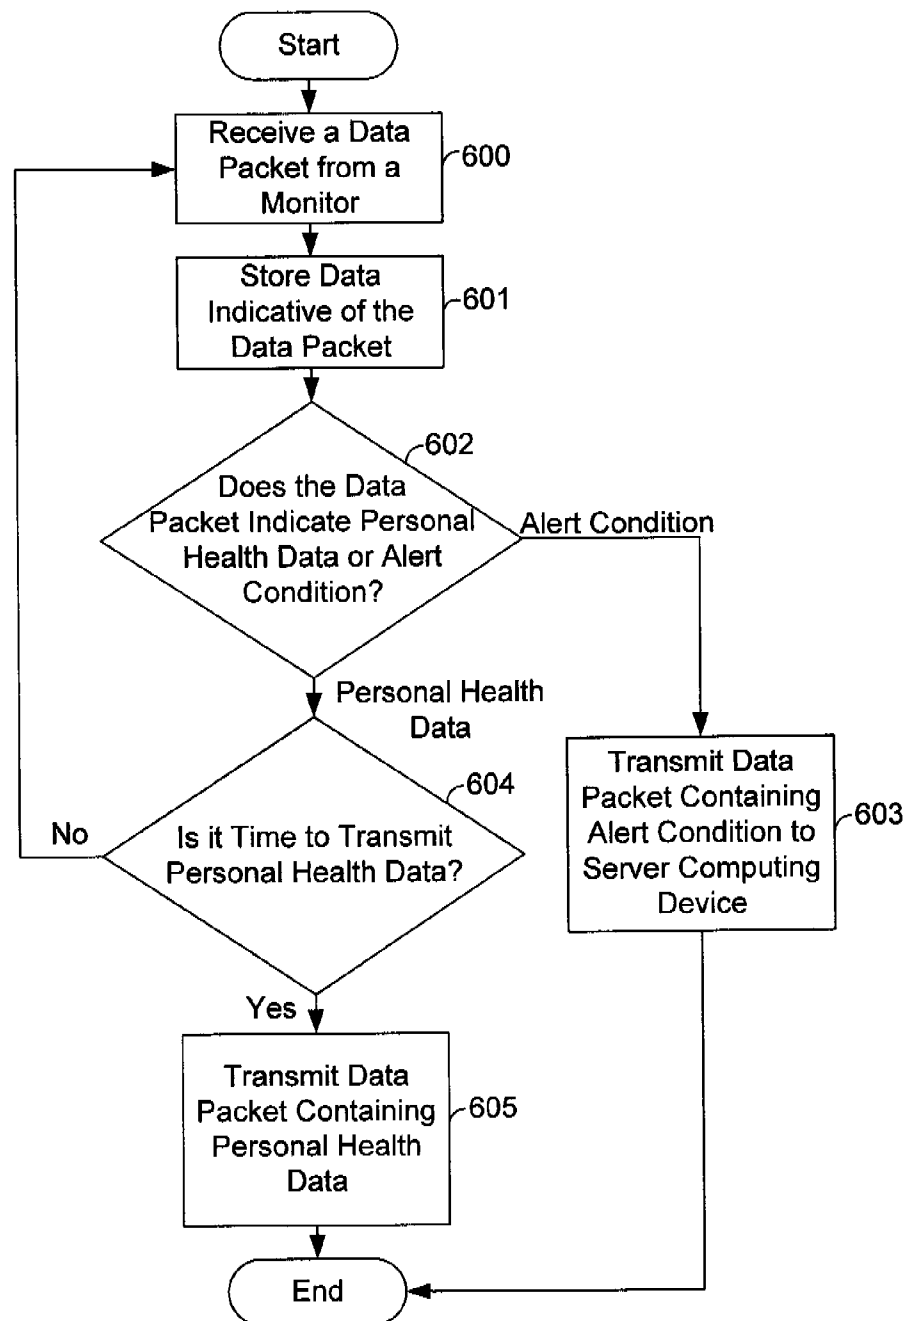 Start
Receive a Data
Packet from a
Monitor
600
Store Data
Indicative of the
Data Packet
601
602
Does the Data
Packet Indicate Personal
Health Data or Alert
Condition?
Alert Condition
Personal Health
Data
604
Is it Time to Transmit
Personal Health Data?
No
Transmit Data
Packet Containing
Alert Condition to
Server Computing
Device
603
Yes
Transmit Data
Packet Containing
Personal Health
Data
605
End